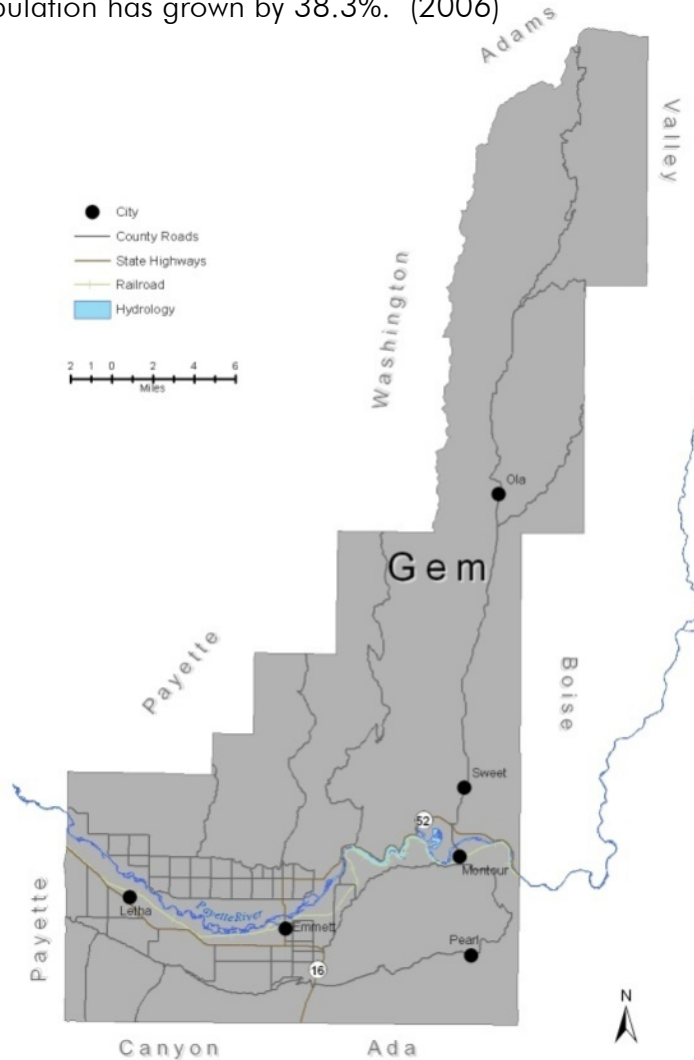 pulation has grown by 38.3%. (2006)
Adams
Valley
City
County Roads
State Highways
Railroad
Hydrology
Washington
2 1 0 2 4 6
Miles
Ola
Gem
Payette
Boise
Sweet
52
Montour
Payette
Letha
Payette River
Emmett
Pearl
16
N
Canyon
Ada